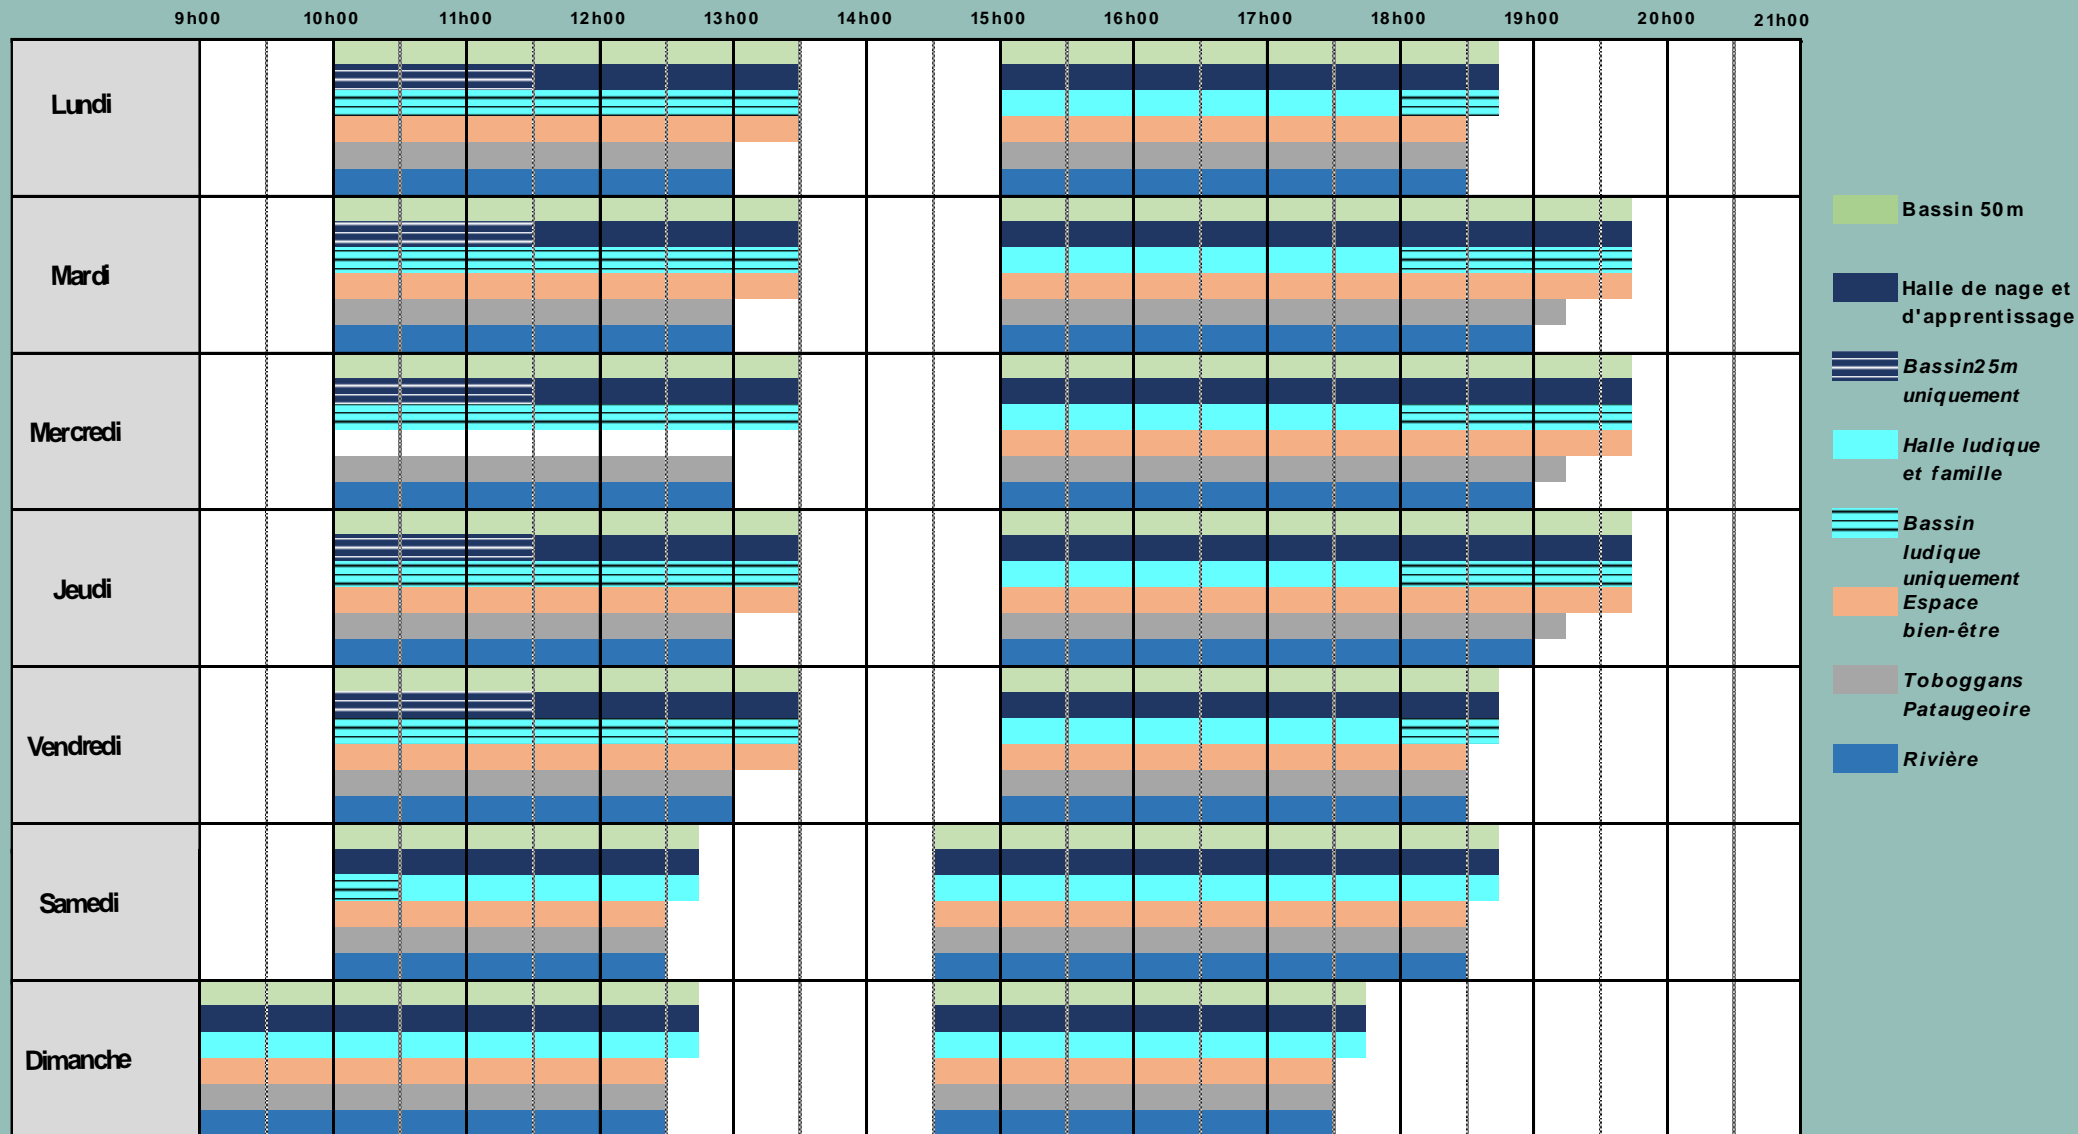 9h00 10h00 11h00 12h00 13h00 14h00 15h00 16h00 17h00 18h00 19h00 20h00 21h00
Lundi
Mardi
Mercredi
Jeudi
Vendredi
Samedi
Dimanche
Bassin 50m
Halle de nage et
d'apprentissage
Bassin25m
uniquement
Halle ludique
et famille
Bassin
ludique
uniquement
Espace
bien-être
Toboggans
Pataugeoire
Rivière